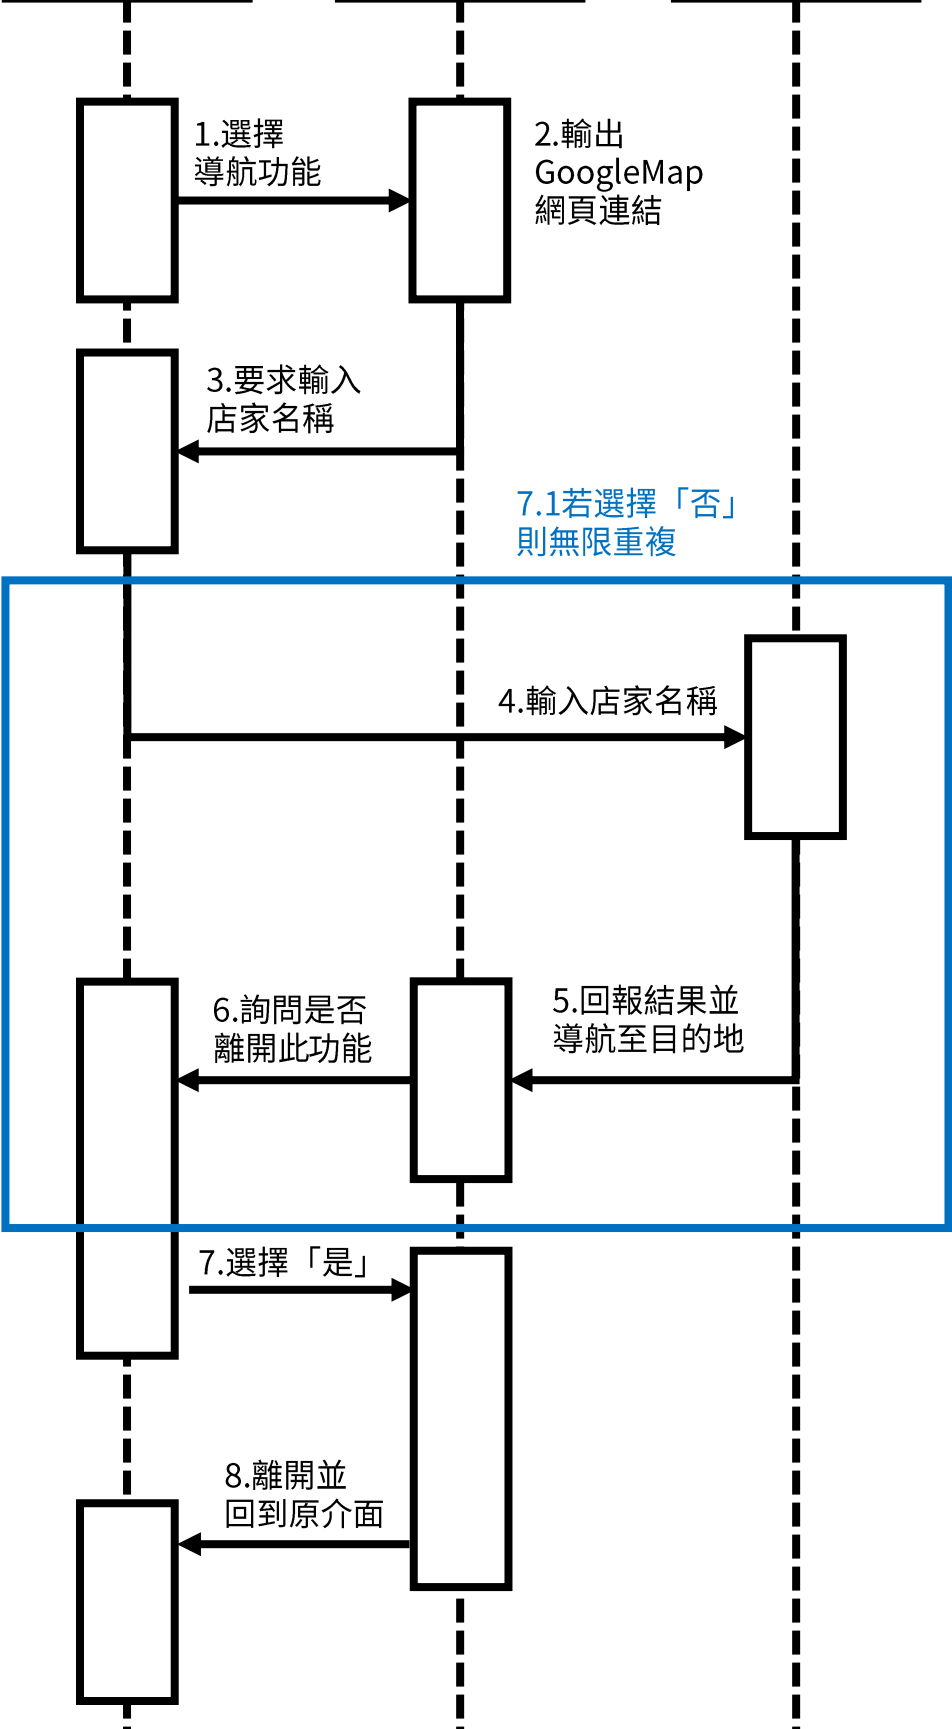 1.選擇
導航功能
2.輸出
GoogleMap
網頁連結
3.要求輸入
店家名稱
7.1若選擇「否」
則無限重複
4.輸入店家名稱
5.回報結果並
導航至目的地
6.詢問是否
離開此功能
7.選擇「是」
8.離開並
回到原介面